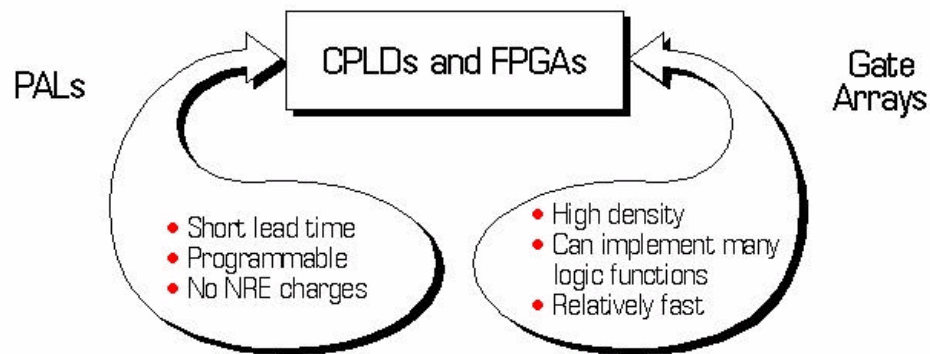 CPLDs and FPGAs
PALs
Gate
Arrays
• Short lead time
• Programmable
• No NRE charges
• High density
• Can implement many
logic functions
• Relatively fast